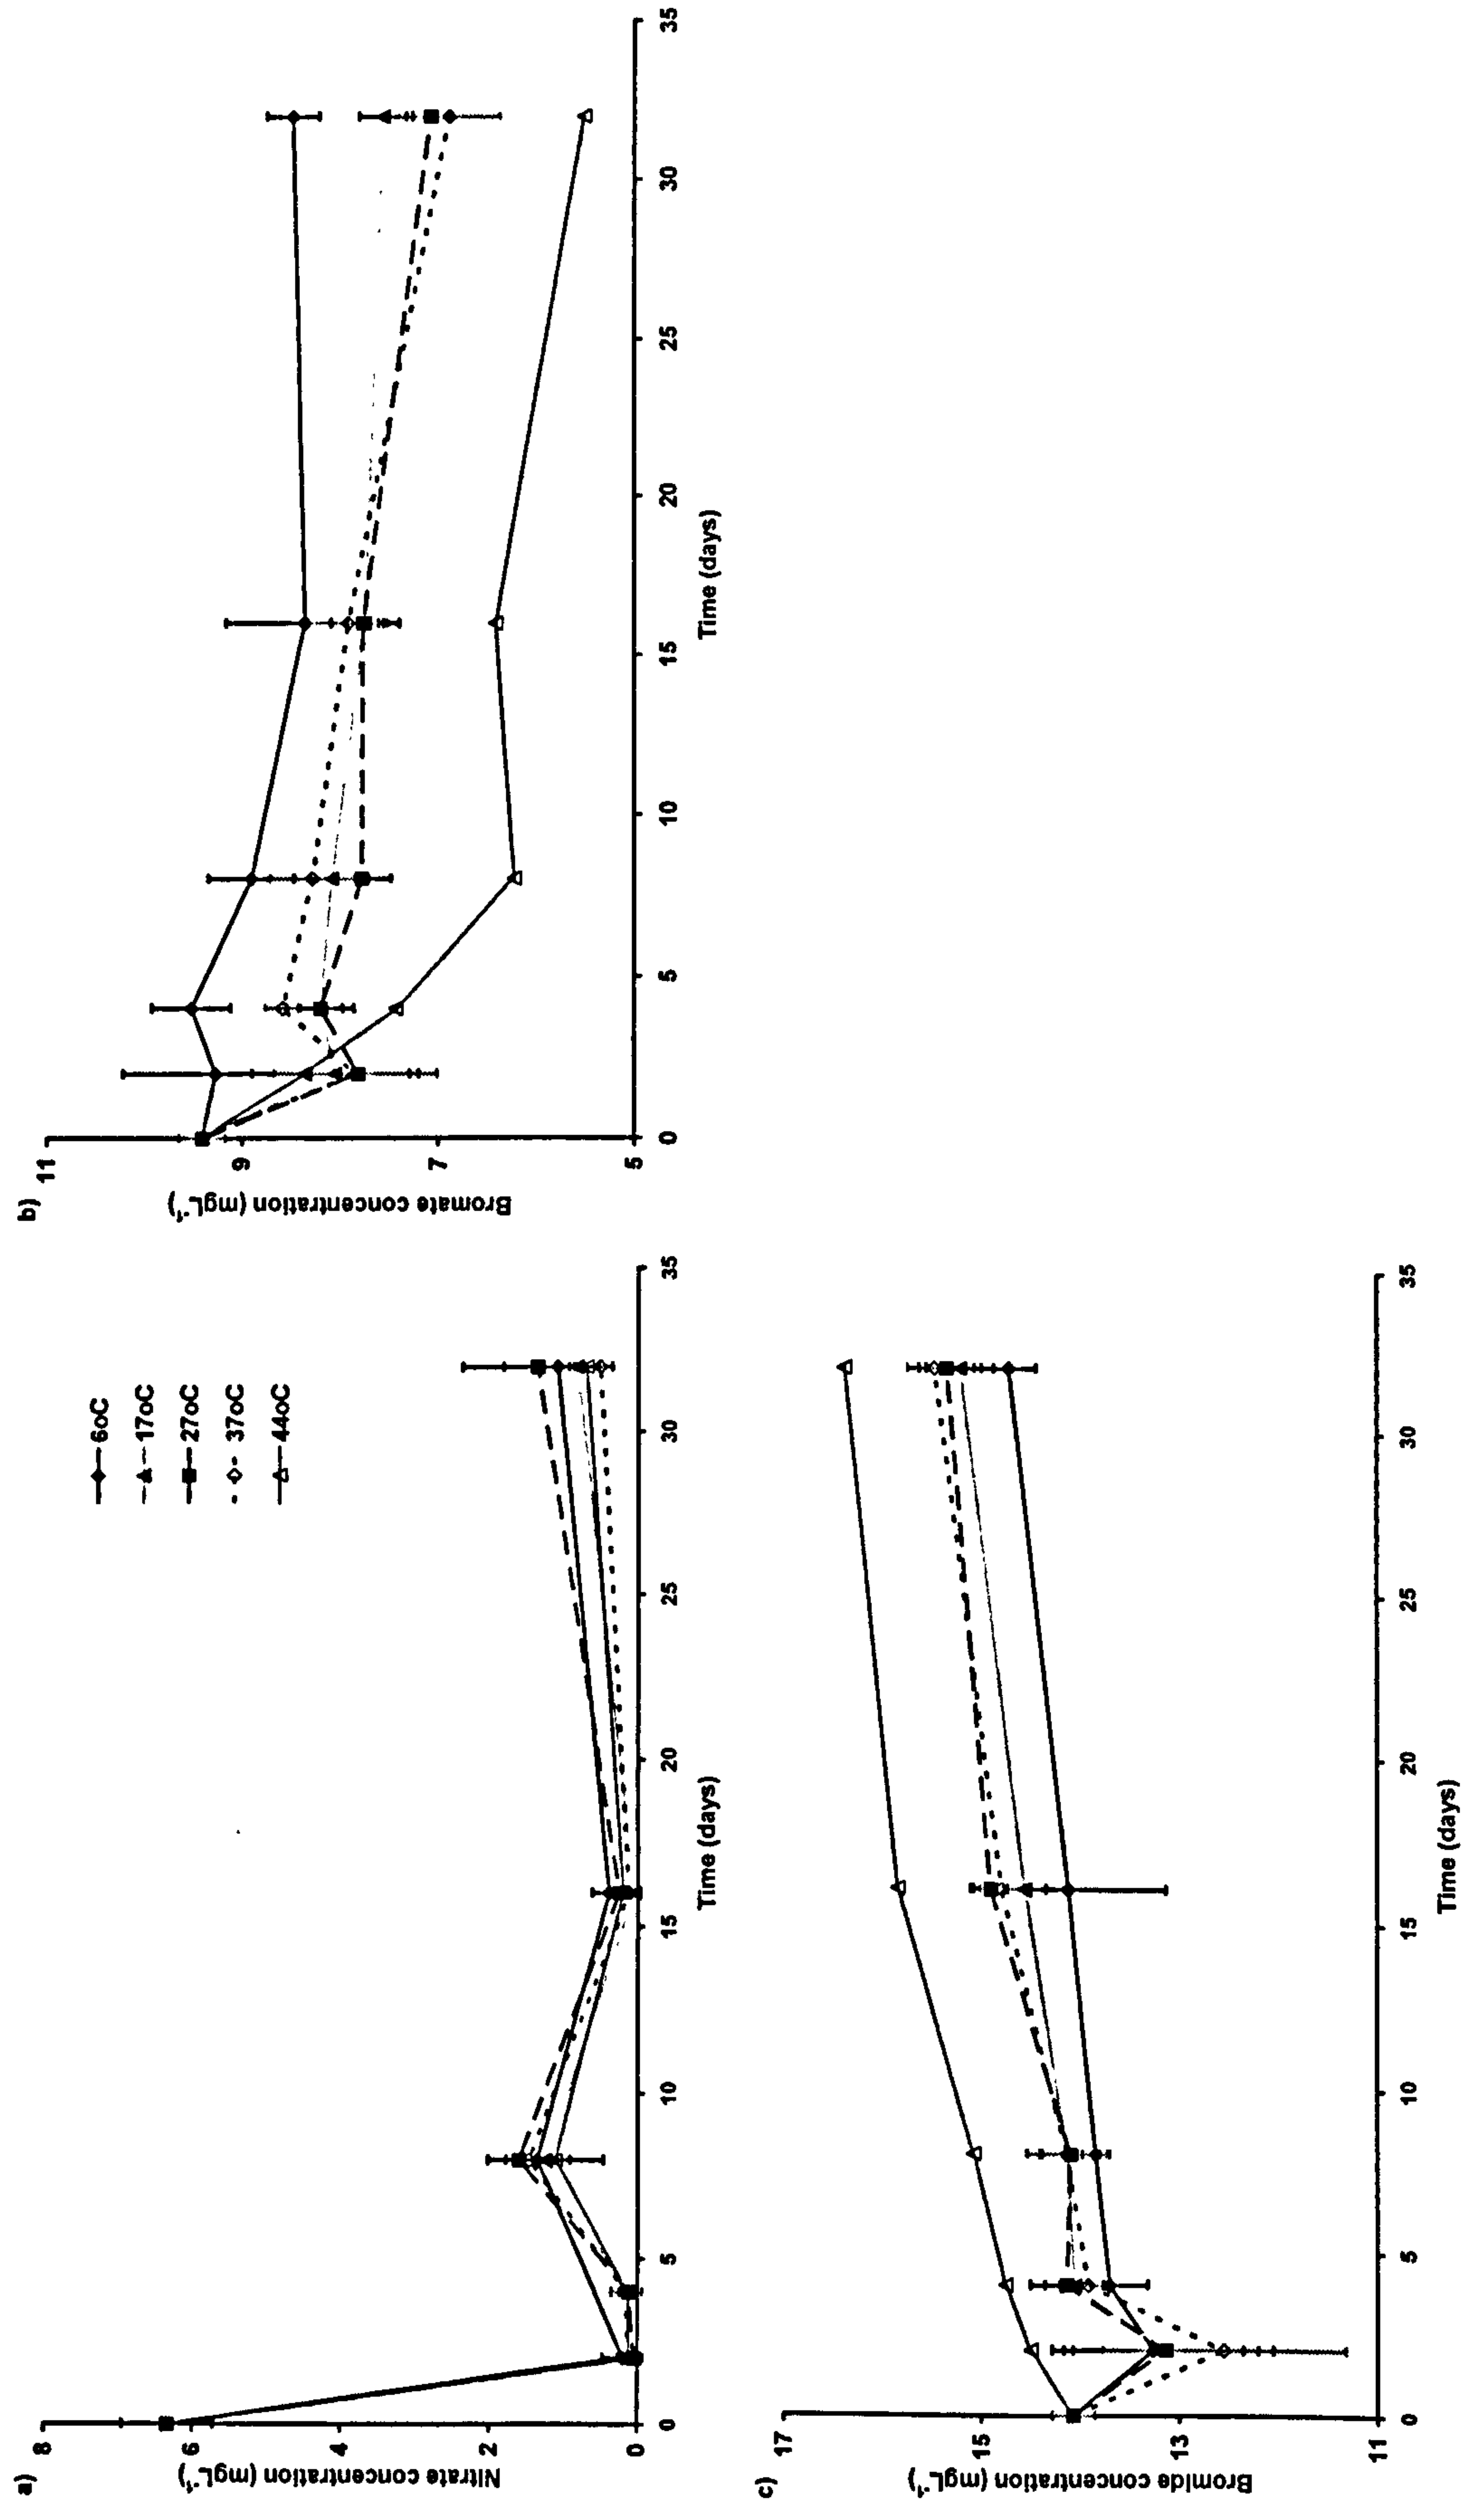 a)
Nitrate concentration (mgL-1)
8
6
4
2
0
0 5 10 15 20 25 30 35
Time (days)
6oC
17oC
27oC
37oC
44oC
b)
Bromate concentration (mgL-1)
11
9
7
5
0 5 10 15 20 25 30 35
Time (days)
c)
Bromide concentration (mgL-1)
17
15
13
11
0 5 10 15 20 25 30 35
Time (days)